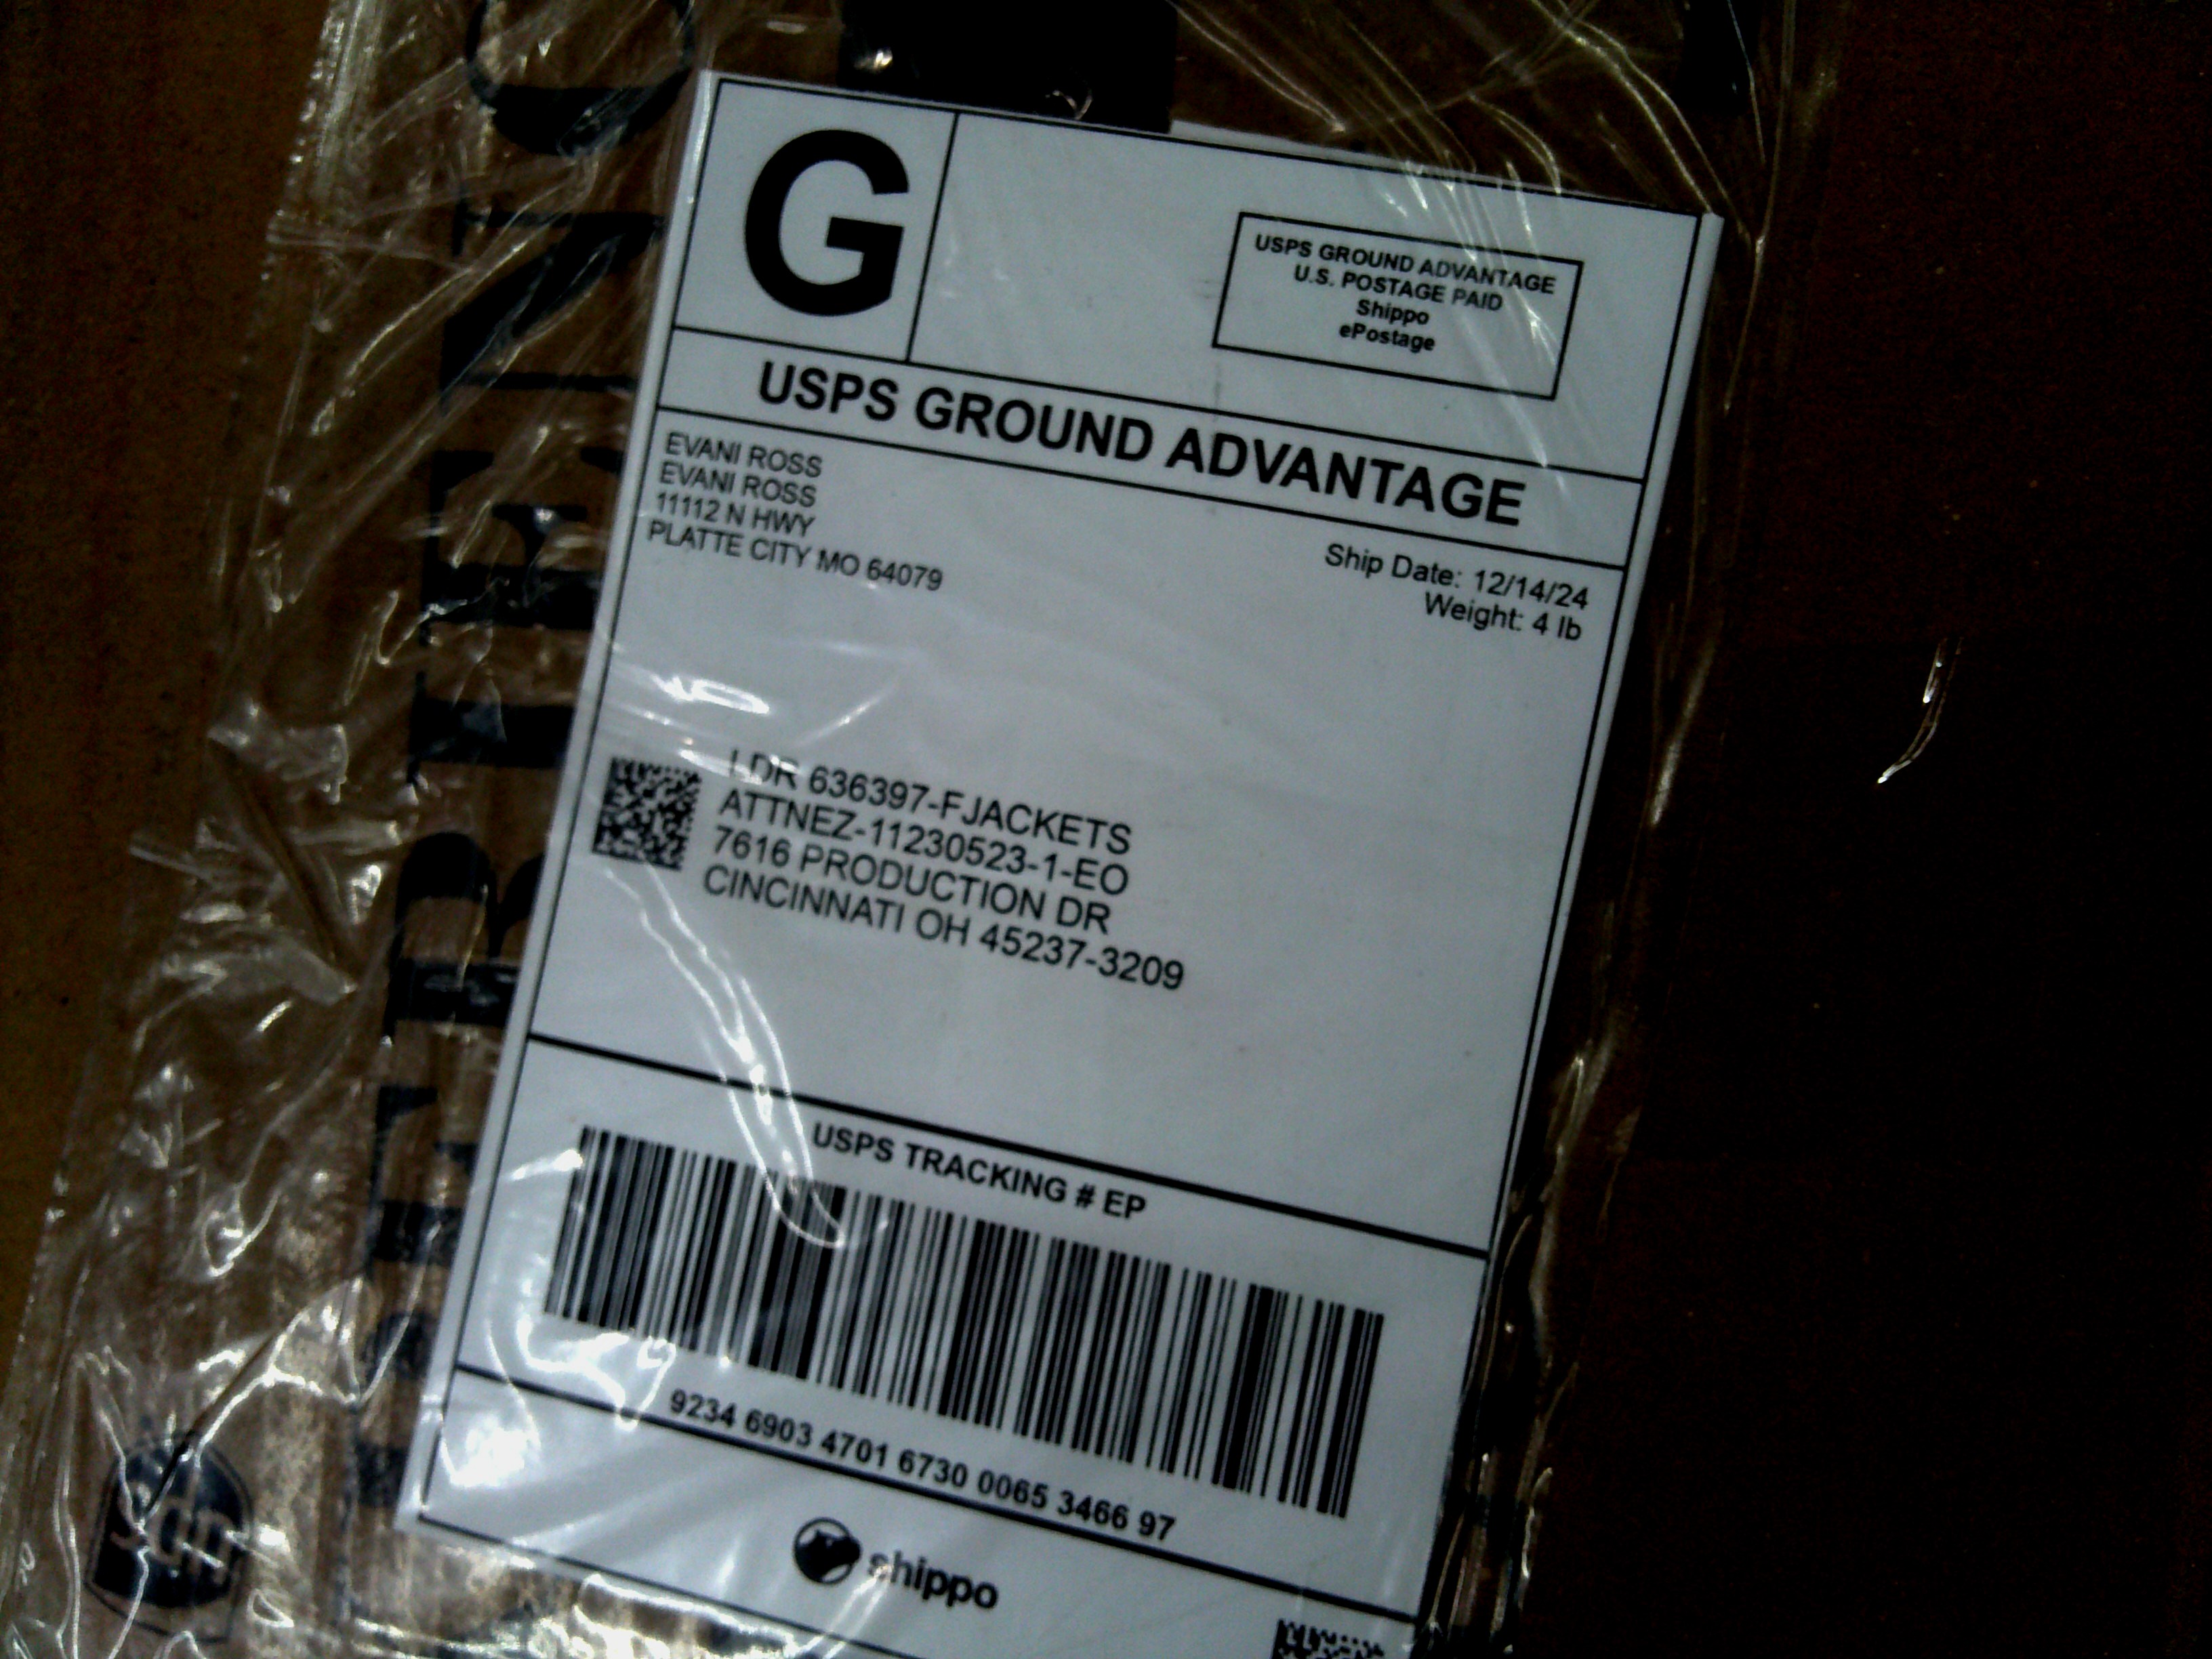 G
USPS GROUND ADVANTAGE
U.S. POSTAGE PAID
Shippo
ePostage
USPS GROUND ADVANTAGE
EVANI ROSS
EVANI ROSS
11112 N HWY
PLATTE CITY MO 64079
Ship Date: 12/14/24
Weight: 4 lb
LDR 636397-FJACKETS
ATTNEZ-11230523-1-EO
7616 PRODUCTION DR
CINCINNATI OH 45237-3209
USPS TRACKING # EP
9234 6903 4701 6730 0065 3466 97
shippo